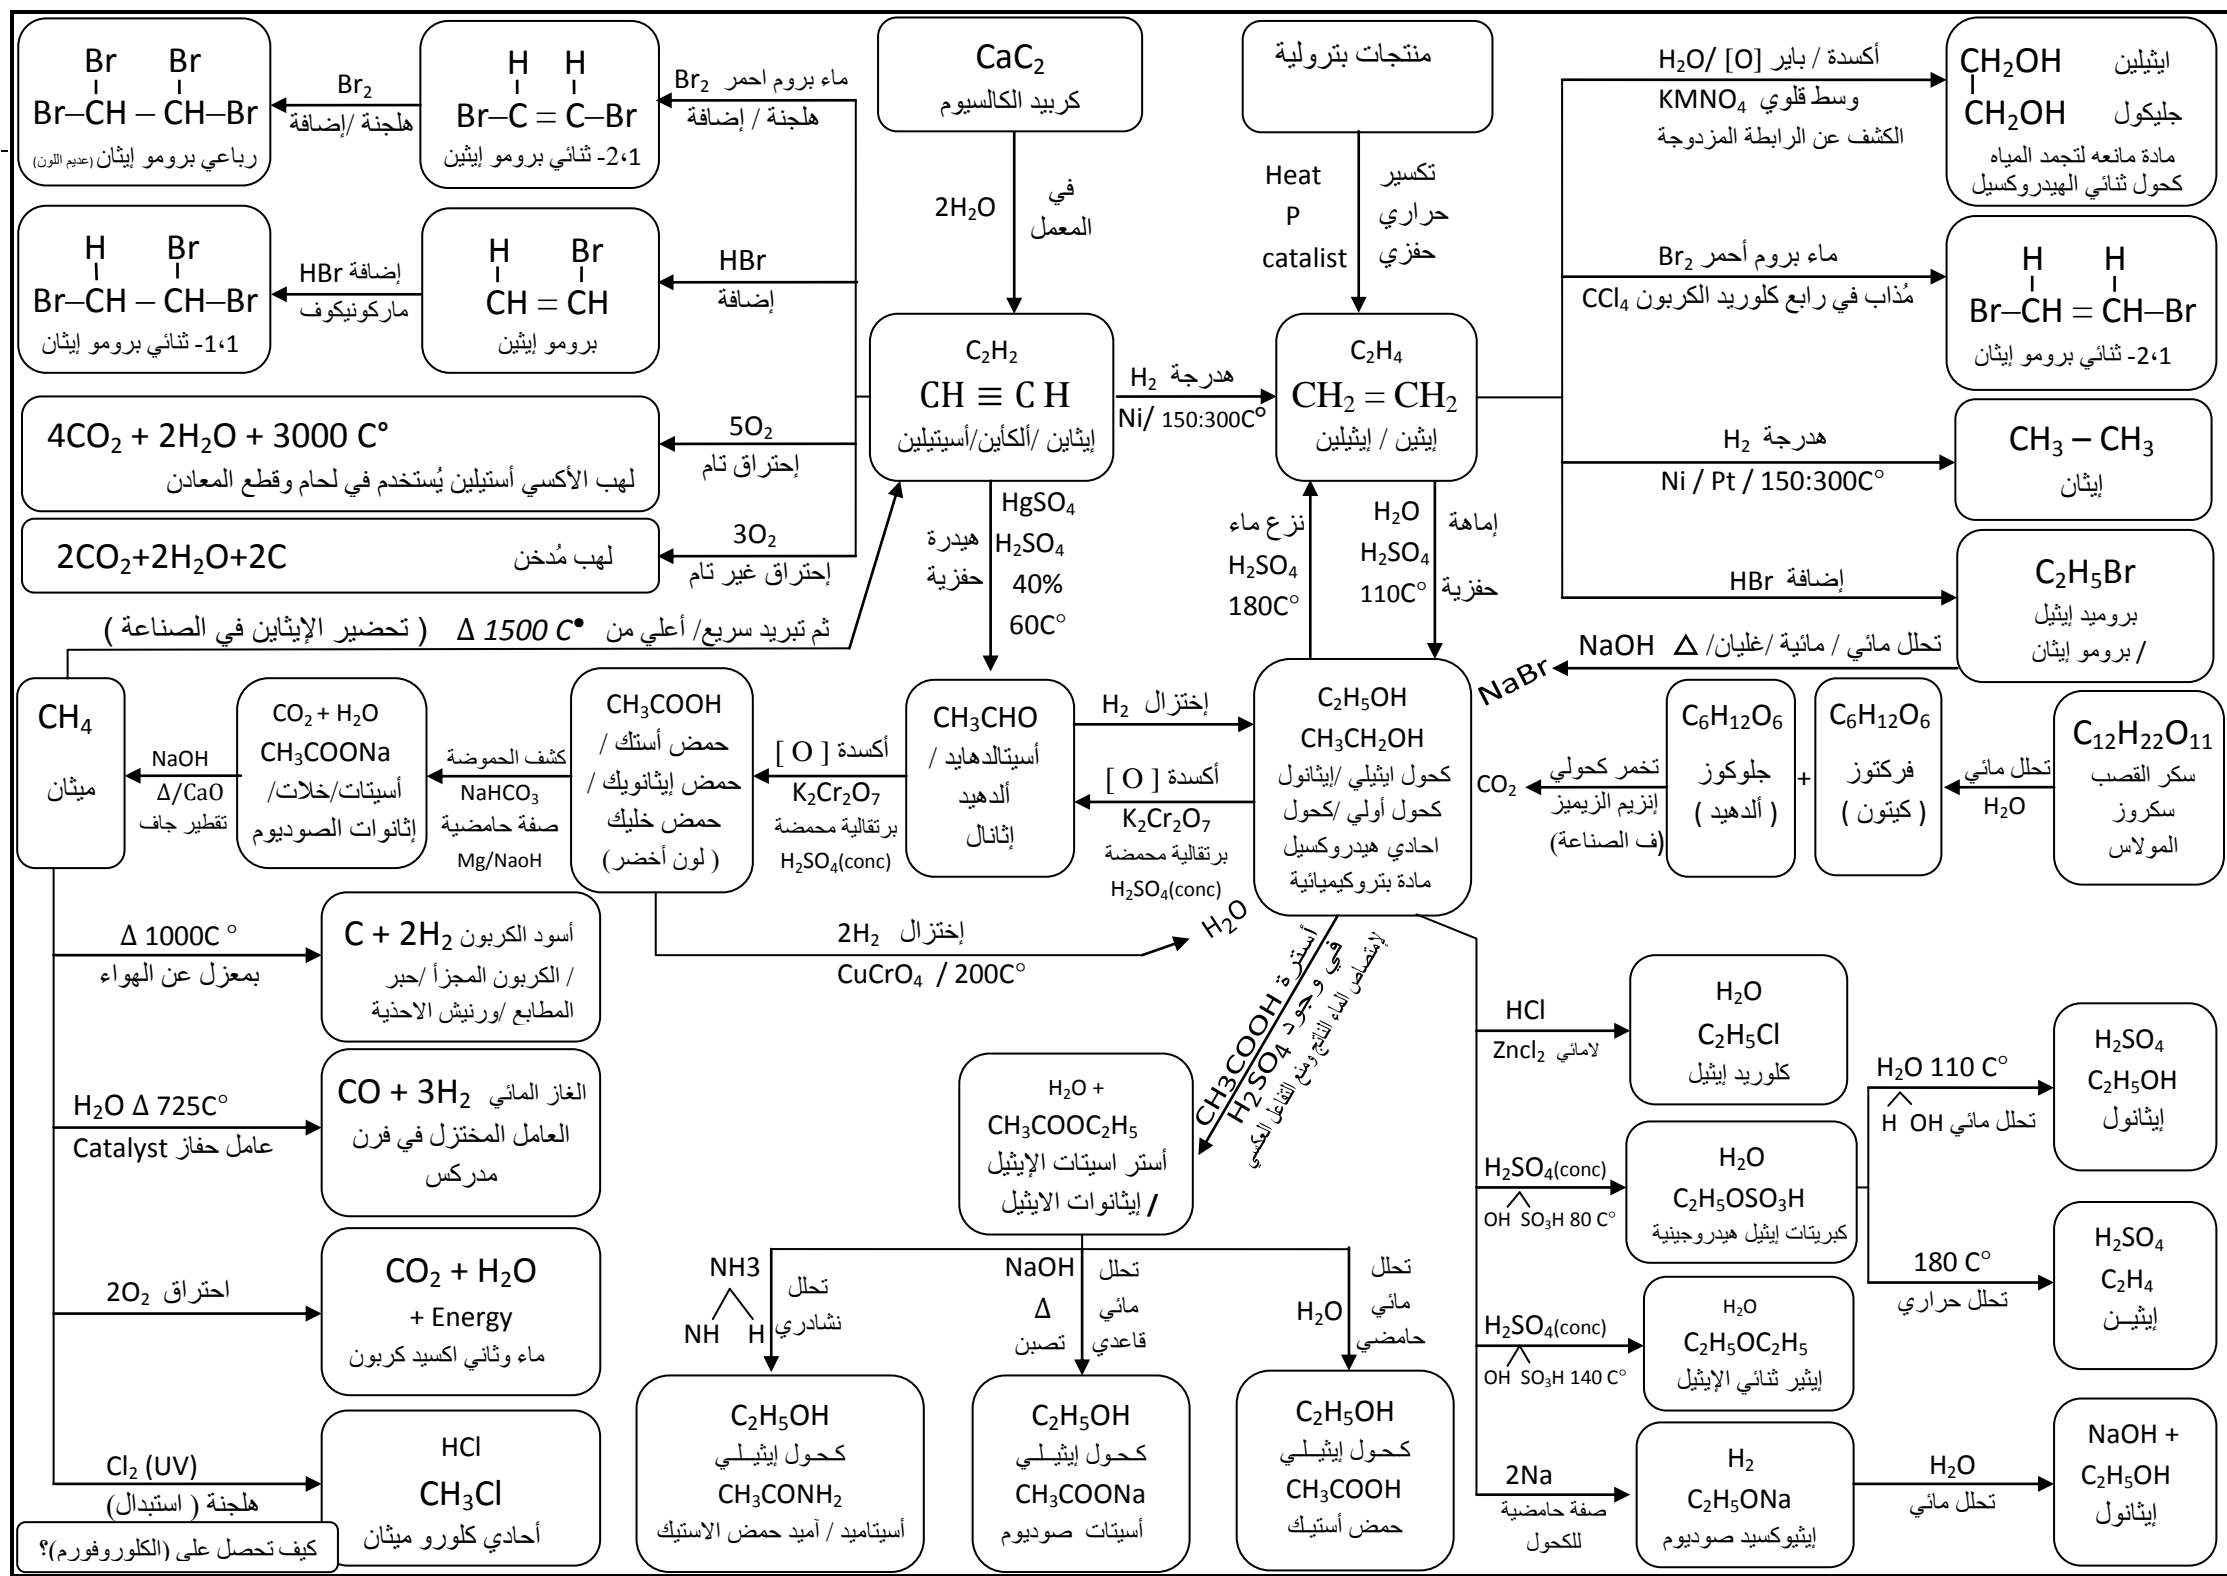 Br Br
Br–CH – CH–Br
رباعي برومو إيثان (عديم اللون)
Br₂
هلجنة /إضافة
H H
Br–C = C–Br
2،1- ثنائي برومو إيثين
ماء بروم احمر Br₂
هلجنة / إضافة
CaC₂
كربيد الكالسيوم
منتجات بترولية
أكسدة / باير H₂O/ [O]
وسط قلوي KMNO₄
الكشف عن الرابطة المزدوجة
CH₂OH ايثيلين
CH₂OH جليكول
مادة مانعه لتجمد المياه
كحول ثنائي الهيدروكسيل
2H₂O
في
المعمل
Heat تكسير
P حراري
catalist حفزي
H Br
Br–CH – CH–Br
1،1- ثنائي برومو إيثان
إضافة HBr
ماركونيكوف
H Br
CH = CH
برومو إيثين
HBr
إضافة
ماء بروم أحمر Br₂
مُذاب في رابع كلوريد الكربون CCl₄
H H
Br–CH = CH–Br
2،1- ثنائي برومو إيثان
C₂H₂
CH ≡ C H
إيثاين /ألكأين/أسيتيلين
هدرجة H₂
Ni/ 150:300C°
C₂H₄
CH₂ = CH₂
إيثين / إيثيلين
هدرجة H₂
Ni / Pt / 150:300C°
CH₃ – CH₃
إيثان
4CO₂ + 2H₂O + 3000 C°
لهب الأكسي أستيلين يُستخدم في لحام وقطع المعادن
5O₂
إحتراق تام
2CO₂+2H₂O+2C لهب مُدخن
3O₂
إحتراق غير تام
هيدرة
حفزية
HgSO₄
H₂SO₄
40%
60C°
نزع ماء
H₂SO₄
180C°
H₂O
H₂SO₄
110C°
إماهة
حفزية
إضافة HBr
C₂H₅Br
بروميد إيثيل
/ برومو إيثان
ثم تبريد سريع/ أعلي من Δ 1500 C• ( تحضير الإيثاين في الصناعة )
تحلل مائي / مائية /غليان/ Δ NaOH
NaBr
CH₄
ميثان
NaOH
Δ/CaO
تقطير جاف
CO₂ + H₂O
CH₃COONa
أسيتات/خلات/
إثانوات الصوديوم
كشف الحموضة
NaHCO₃
صفة حامضية
Mg/NaoH
CH₃COOH
حمض أستك /
حمض إيثانويك /
حمض خليك
( لون أخضر)
أكسدة [ O ]
K₂Cr₂O₇
برتقالية محمضة
H₂SO₄(conc)
CH₃CHO
أسيتالدهايد /
ألدهيد
إثانال
إختزال H₂
أكسدة [ O ]
K₂Cr₂O₇
برتقالية محمضة
H₂SO₄(conc)
C₂H₅OH
CH₃CH₂OH
كحول ايثيلي /إيثانول
كحول أولي /كحول
احادي هيدروكسيل
مادة بتروكيميائية
CO₂
تخمر كحولي
إنزيم الزيميز
(ف الصناعة)
C₆H₁₂O₆
جلوكوز
( ألدهيد )
+
C₆H₁₂O₆
فركتوز
( كيتون )
تحلل مائي
H₂O
C₁₂H₂₂O₁₁
سكر القصب
سكروز
المولاس
إختزال 2H₂
CuCrO₄ / 200C°
H₂O
أسترة CH3COOH
في وجود H2SO4
لإمتصاص الماء الناتج ومنع التفاعل العكسي
Δ 1000C °
بمعزل عن الهواء
أسود الكربون C + 2H₂
/ الكربون المجزأ /حبر
المطابع /ورنيش الاحذية
H₂O Δ 725C°
عامل حفاز Catalyst
الغاز المائي CO + 3H₂
العامل المختزل في فرن
مدركس
احتراق 2O₂
CO₂ + H₂O
+ Energy
ماء وثاني اكسيد كربون
Cl₂ (UV)
هلجنة ( استبدال)
HCl
CH₃Cl
أحادي كلورو ميثان
كيف تحصل على (الكلوروفورم)؟
H₂O +
CH₃COOC₂H₅
أستر اسيتات الإيثيل
/ إيثانوات الايثيل
NH3
NH H
تحلل
نشادري
NaOH
Δ
تصبن
تحلل
مائي
قاعدي
H₂O
تحلل
مائي
حامضي
C₂H₅OH
كـحـول إيثيـلـي
CH₃CONH₂
أسيتاميد / آميد حمض الاستيك
C₂H₅OH
كـحـول إيثيـلـي
CH₃COONa
أسيتات صوديوم
C₂H₅OH
كـحـول إيثيـلـي
CH₃COOH
حمض أستيـك
HCl
لامائي Zncl₂
H₂O
C₂H₅Cl
كلوريد إيثيل
H₂SO₄(conc)
OH SO₃H 80 C°
H₂O
C₂H₅OSO₃H
كبريتات إيثيل هيدروجينية
H₂O 110 C°
تحلل مائي H OH
H₂SO₄
C₂H₅OH
إيثانول
180 C°
تحلل حراري
H₂SO₄
C₂H₄
إيثيــن
H₂SO₄(conc)
OH SO₃H 140 C°
H₂O
C₂H₅OC₂H₅
إيثير ثنائي الإيثيل
2Na
صفة حامضية
للكحول
H₂
C₂H₅ONa
إيثيوكسيد صوديوم
H₂O
تحلل مائي
NaOH +
C₂H₅OH
إيثانول